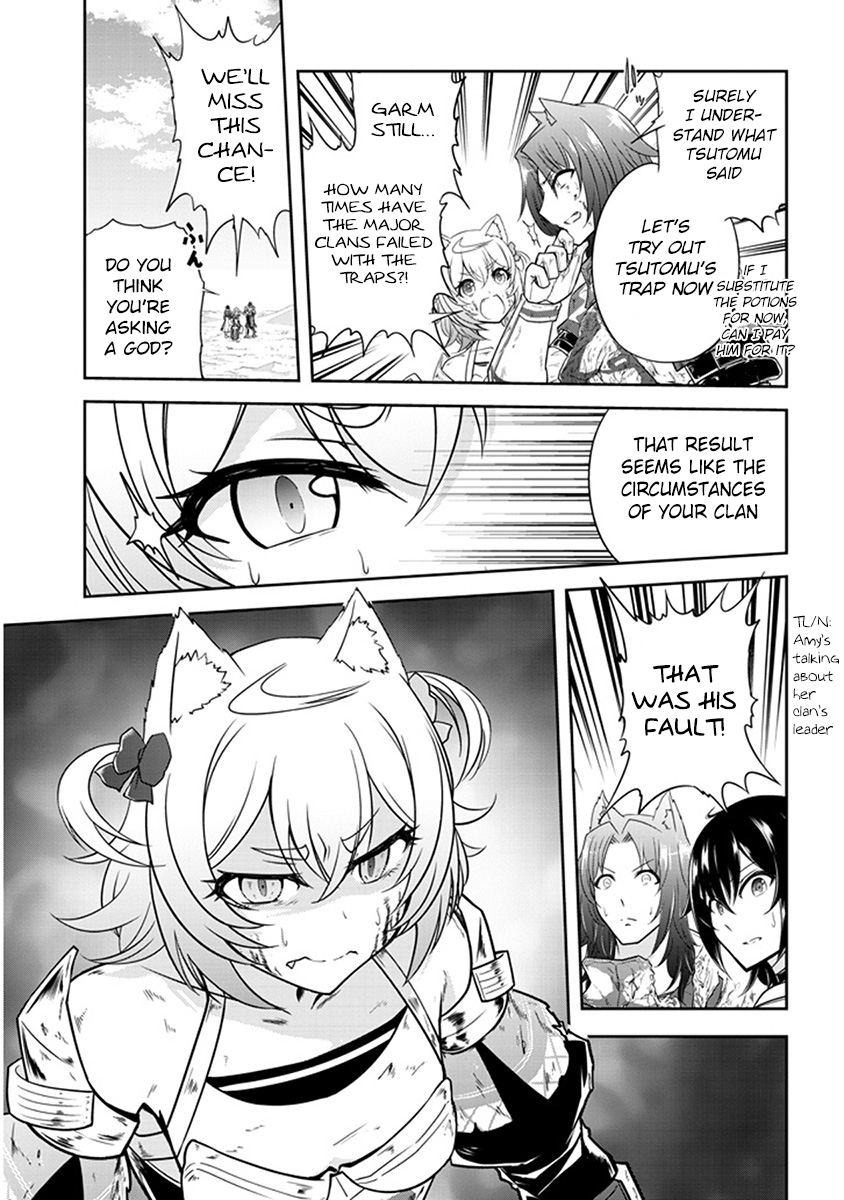 SURELY
I UNDER-
STAND WHAT
TSUTOMU
SAID
LET'S
TRY OUT
TSUTOMU'S
TRAP NOW
IF I
SUBSTITUTE
THE POTIONS
FOR NOW,
CAN I PAY
HIM FOR IT?
GARM
STILL...
HOW MANY
TIMES HAVE
THE MAJOR
CLANS FAILED
WITH THE
TRAPS?!
WE'LL
MISS
THIS
CHAN-
CE!
ふん
DO YOU
THINK
YOU'RE
ASKING
A GOD?
THAT RESULT
SEEMS LIKE THE
CIRCUMSTANCES
OF YOUR CLAN
THAT
WAS HIS
FAULT!
TL/N:
Amy's
talking
about
her
clan's
leader